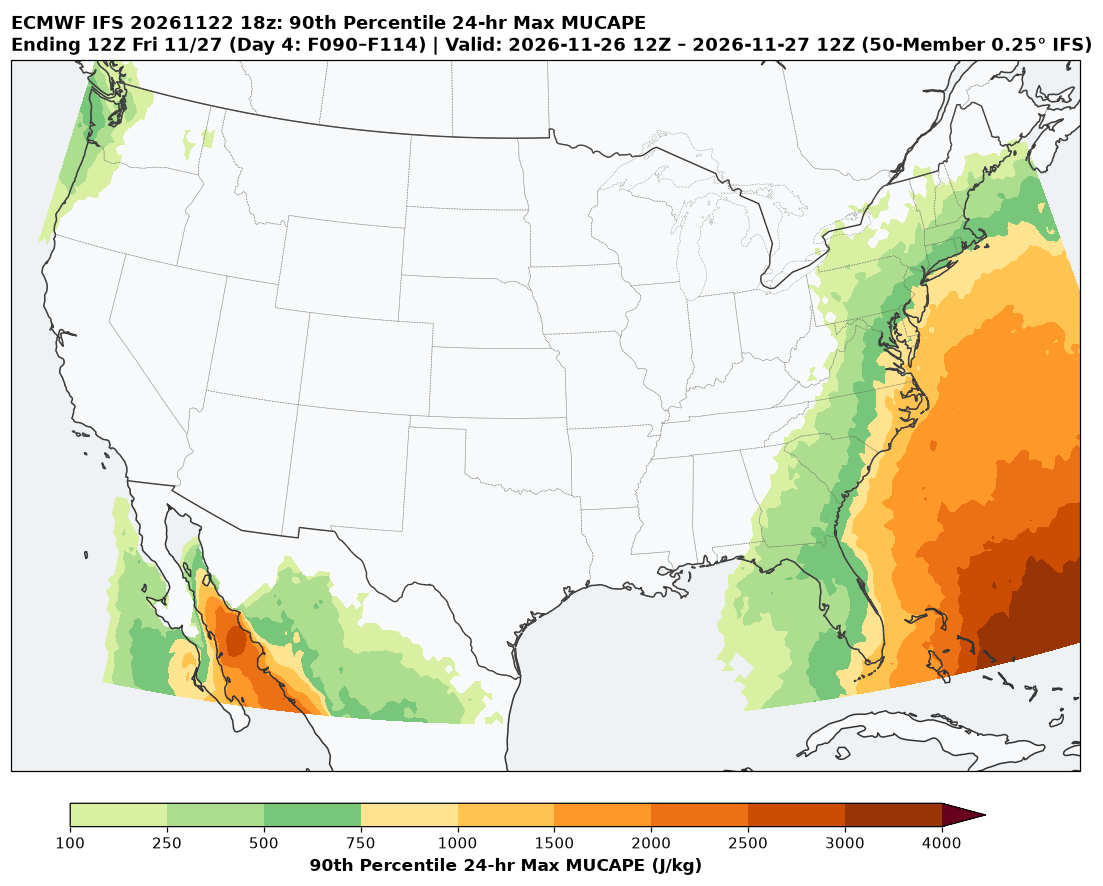 ECMWF IFS 20261122 18z: 90th Percentile 24-hr Max MUCAPE
Ending 12Z Fri 11/27 (Day 4: F090–F114) | Valid: 2026-11-26 12Z – 2026-11-27 12Z (50-Member 0.25° IFS)
100 250 500 750 1000 1500 2000 2500 3000 4000
90th Percentile 24-hr Max MUCAPE (J/kg)